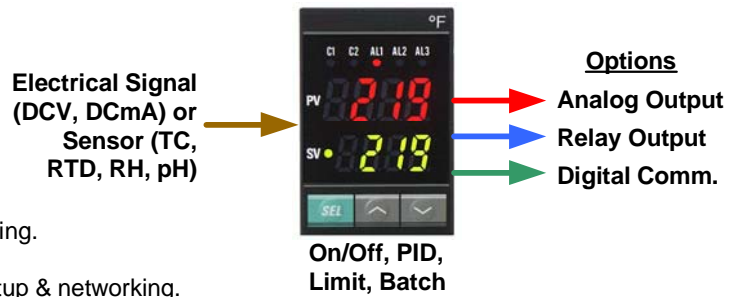 Electrical Signal
(DCV, DCmA) or
Sensor (TC,
RTD, RH, pH)
°F
C1 C2 AL1 AL2 AL3
PV 219
SV 219
SEL
On/Off, PID,
Limit, Batch
Options
Analog Output
Relay Output
Digital Comm.
ing.
tup & networking.